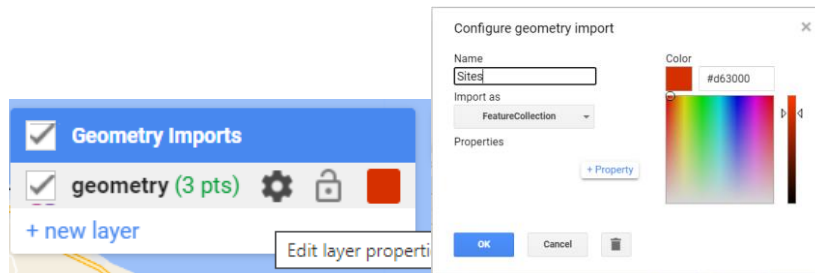 Geometry Imports
geometry (3 pts)
+ new layer
Edit layer properti
Configure geometry import
×
Name
Sites
Import as
FeatureCollection
Properties
+ Property
Color
#d63000
OK
Cancel